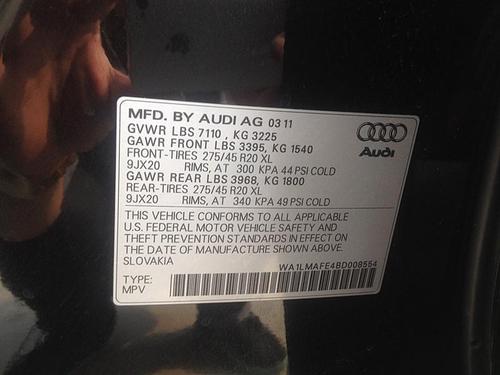 MFD. BY AUDI AG 03 11
GVWR LBS 7110 , KG 3225
GAWR FRONT LBS 3395, KG 1540
FRONT-TIRES 275/45 R20 XL
9JX20 RIMS, AT 300 KPA 44 PSI COLD
GAWR REAR LBS 3968, KG 1800
REAR-TIRES 275/45 R20 XL
9JX20 RIMS, AT 340 KPA 49 PSI COLD
Audi
THIS VEHICLE CONFORMS TO ALL APPLICABLE
U.S. FEDERAL MOTOR VEHICLE SAFETY AND
THEFT PREVENTION STANDARDS IN EFFECT ON
THE DATE OF MANUFACTURE SHOWN ABOVE.
SLOVAKIA
WA1LMAFE4BD008554
TYPE:
MPV